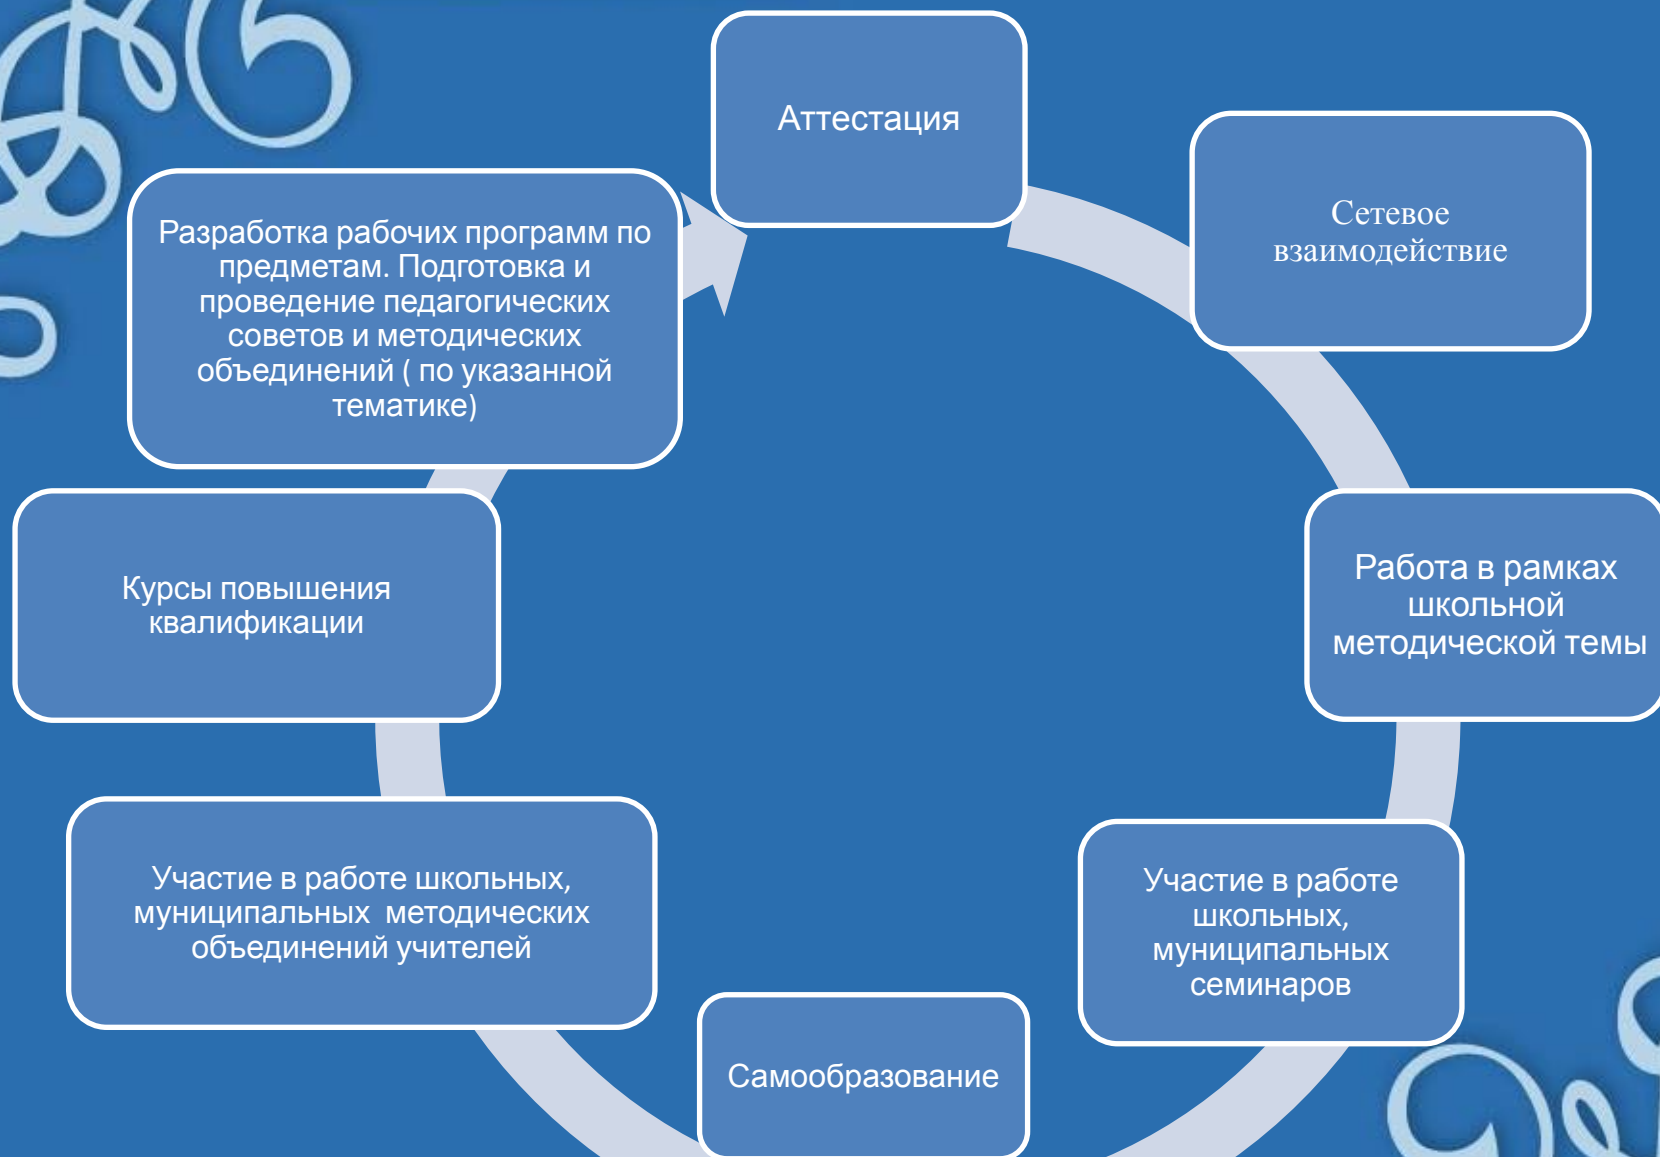 Аттестация
Сетевое
взаимодействие
Работа в рамках
школьной
методической темы
Участие в работе
школьных,
муниципальных
семинаров
Самообразование
Участие в работе школьных,
муниципальных  методических
объединений учителей
Курсы повышения
квалификации
Разработка рабочих программ по
предметам. Подготовка и
проведение педагогических
советов и методических
объединений ( по указанной
тематике)